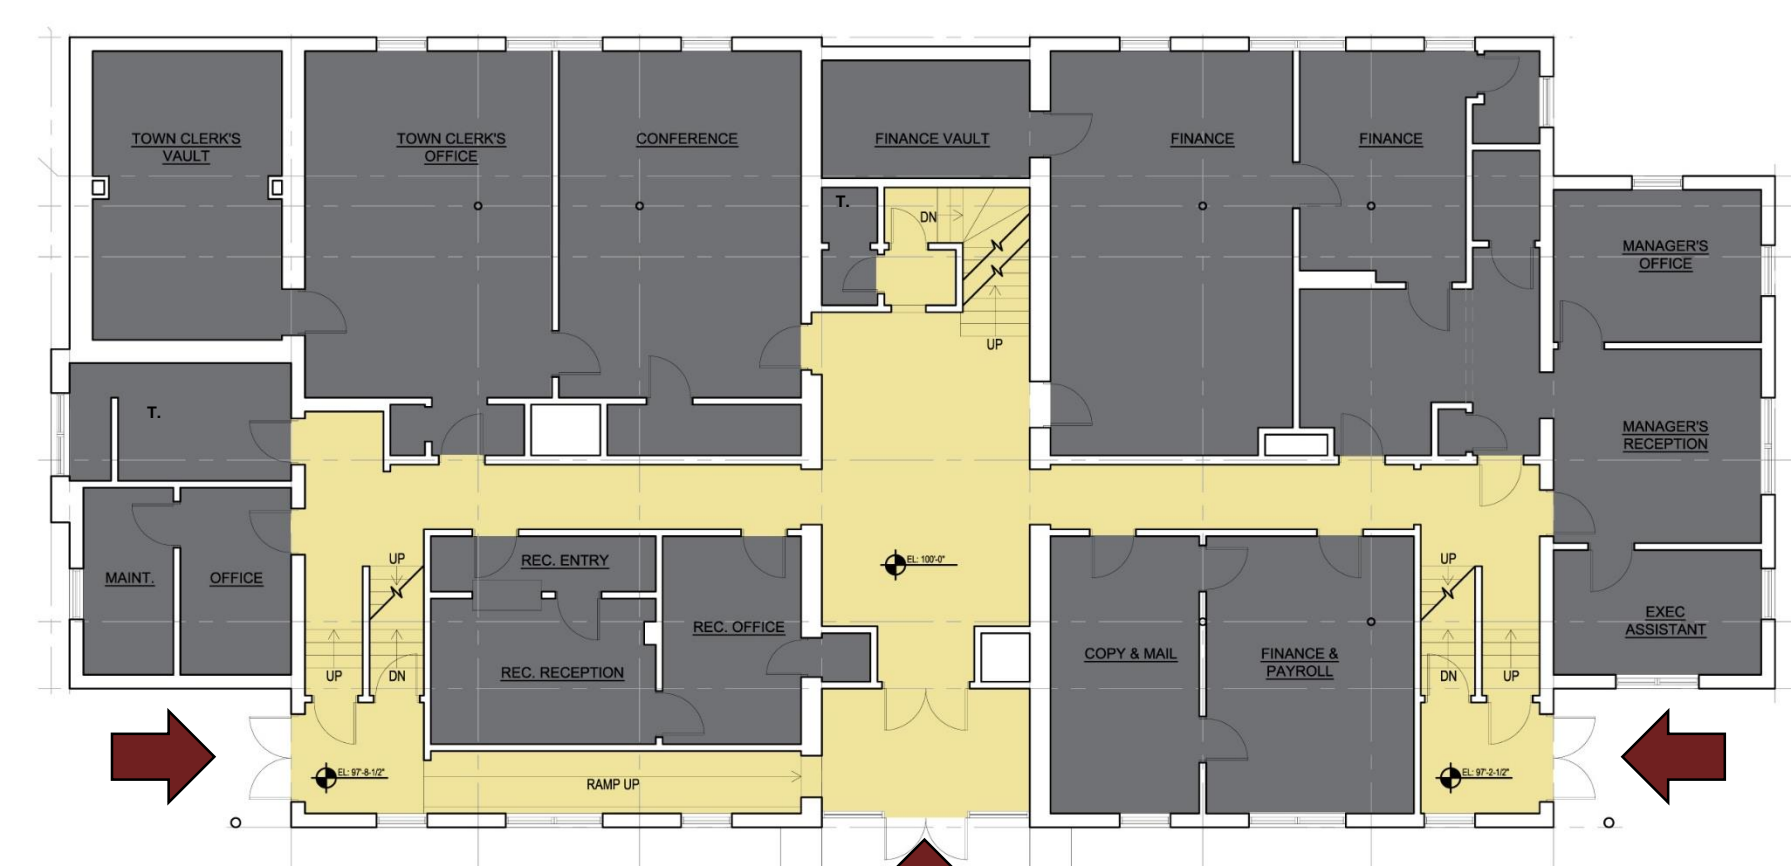 TOWN CLERK'S
VAULT
TOWN CLERK'S
OFFICE
CONFERENCE
FINANCE VAULT
FINANCE
FINANCE
T.
DN
UP
MANAGER'S
OFFICE
T.
MANAGER'S
RECEPTION
MAINT.
OFFICE
UP
UP
DN
REC. ENTRY
REC. RECEPTION
REC. OFFICE
EL: 100'-0"
COPY & MAIL
FINANCE &
PAYROLL
UP
DN
UP
EXEC
ASSISTANT
EL: 97'-8-1/2"
RAMP UP
EL: 97'-2-1/2"